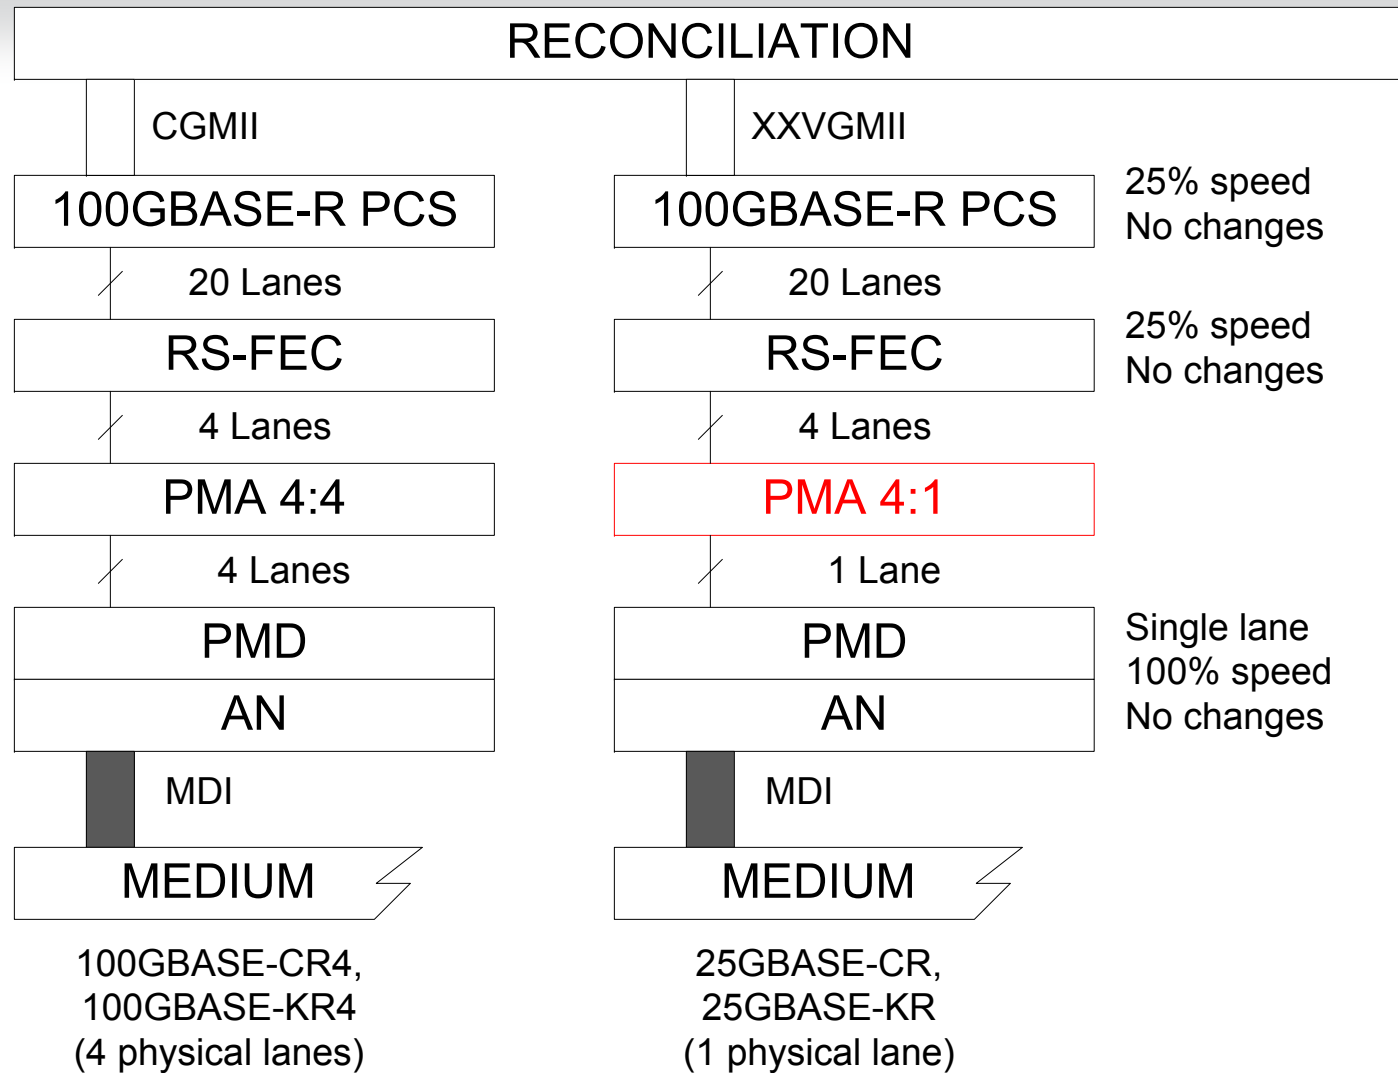 RECONCILIATION
CGMII
XXVGMII
100GBASE-R PCS
100GBASE-R PCS
25% speed
No changes
20 Lanes
20 Lanes
RS-FEC
RS-FEC
25% speed
No changes
4 Lanes
4 Lanes
PMA 4:4
PMA 4:1
4 Lanes
1 Lane
PMD
PMD
Single lane
100% speed
No changes
AN
AN
MDI
MDI
MEDIUM
MEDIUM
100GBASE-CR4,
100GBASE-KR4
(4 physical lanes)
25GBASE-CR,
25GBASE-KR
(1 physical lane)